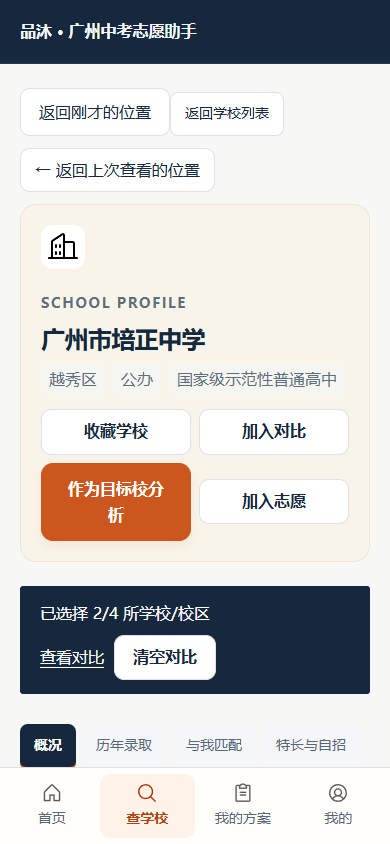 品沐 • 广州中考志愿助手
返回刚才的位置
返回学校列表
← 返回上次查看的位置
SCHOOL PROFILE
广州市培正中学
越秀区 公办 国家级示范性普通高中
收藏学校
加入对比
作为目标校分
析
加入志愿
已选择 2/4 所学校/校区
查看对比
清空对比
概况
历年录取
与我匹配
特长与自招
首页
查学校
我的方案
我的